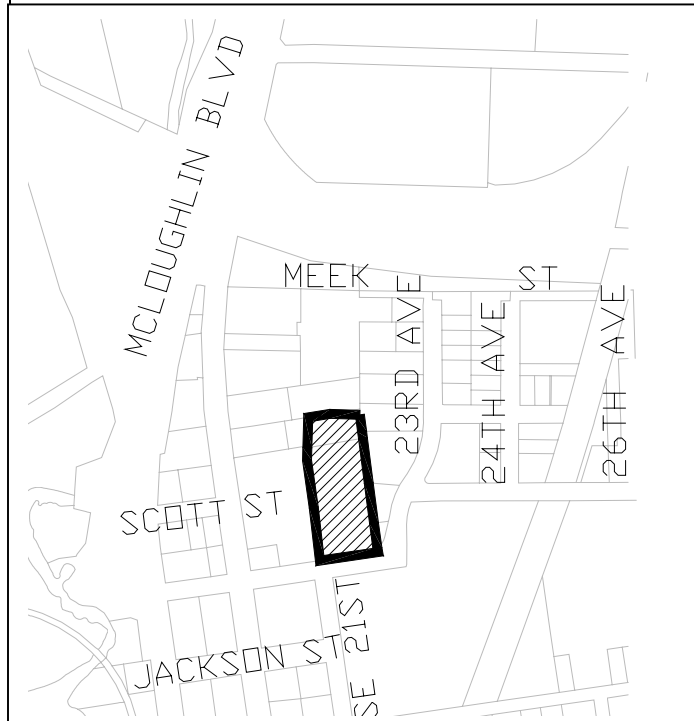 MCLOUGHLIN BLVD
MEEK ST
23RD AVE
24TH AVE
26TH AVE
SCOTT ST
JACKSON ST
SE 21ST